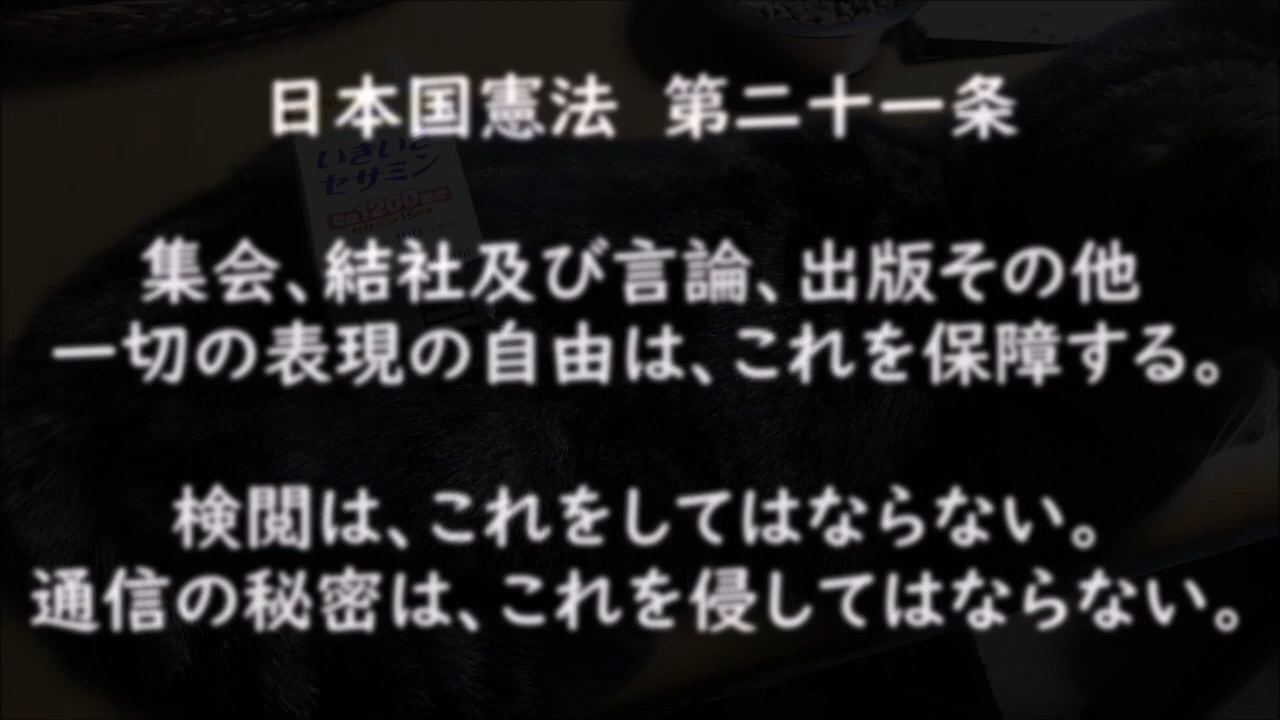 日本国憲法　第二十一条
いきいき
セサミン
1200
集会、結社及び言論、出版その他
一切の表現の自由は、これを保障する。
検閲は、これをしてはならない。
通信の秘密は、これを侵してはならない。